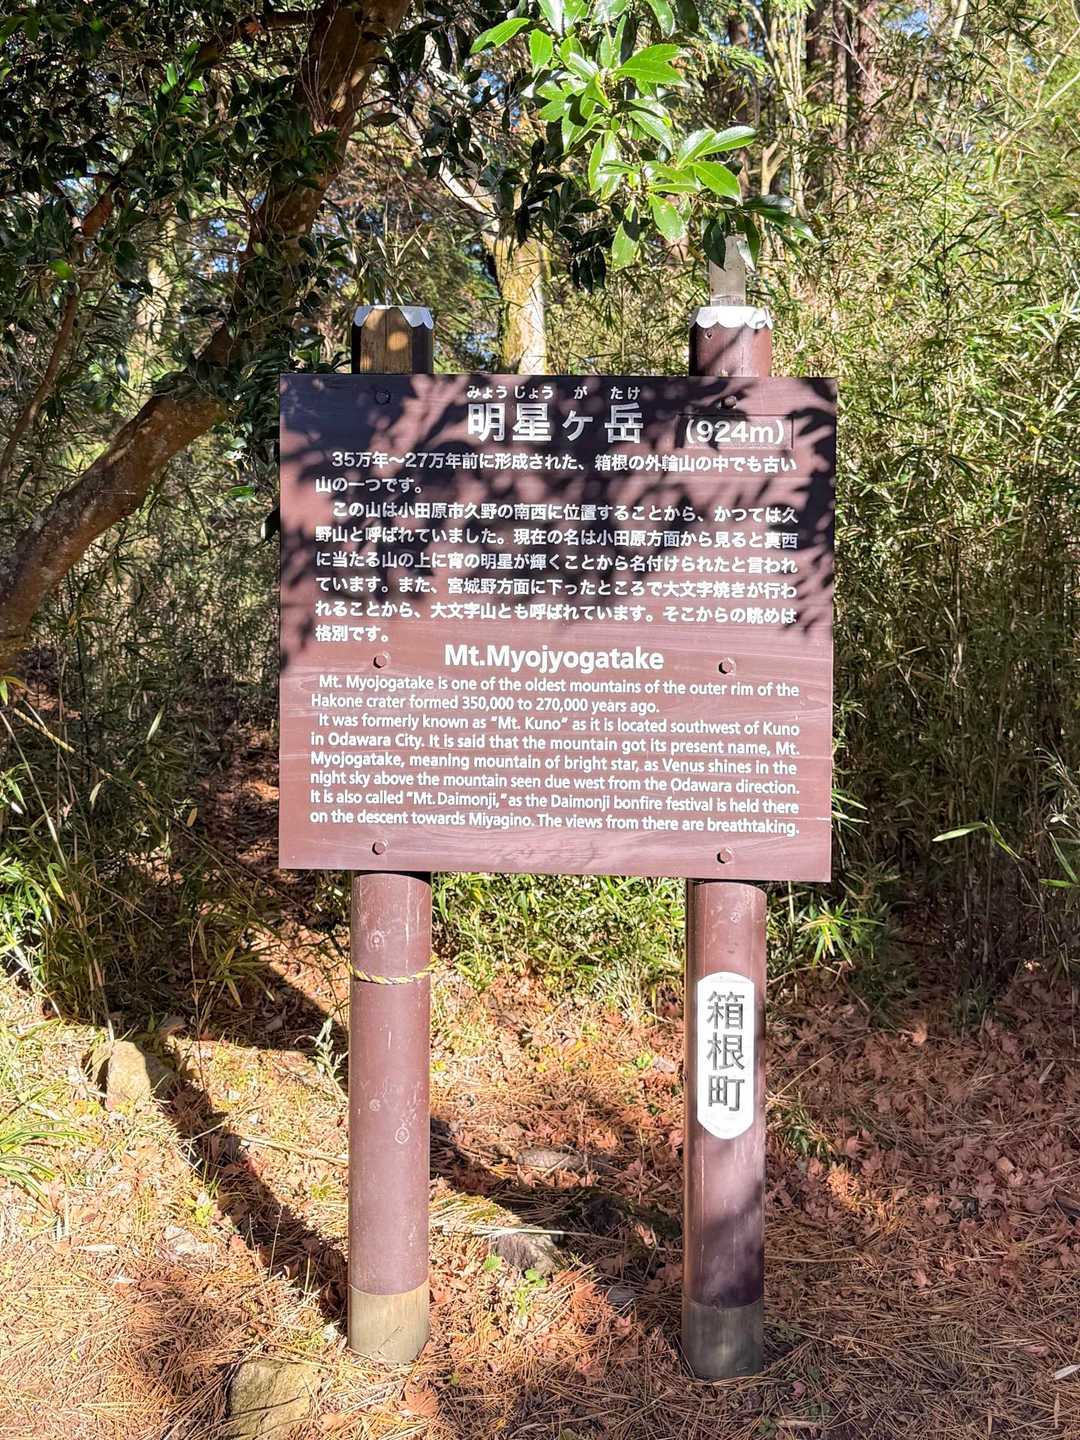 みょうじょう が たけ
明星ヶ岳 (924m)
35万年～27万年前に形成された、箱根の外輪山の中でも古い
山の一つです。
この山は小田原市久野の南西に位置することから、かつては久
野山と呼ばれていました。現在の名は小田原方面から見ると真西
に当たる山の上に宵の明星が輝くことから名付けられたと言われ
ています。また、宮城野方面に下ったところで大文字焼きが行わ
れることから、大文字山とも呼ばれています。そこからの眺めは
格別です。
Mt.Myojyogatake
Mt. Myojogatake is one of the oldest mountains of the outer rim of the
Hakone crater formed 350,000 to 270,000 years ago.
It was formerly known as "Mt. Kuno" as it is located southwest of Kuno
in Odawara City. It is said that the mountain got its present name, Mt.
Myojogatake, meaning mountain of bright star, as Venus shines in the
night sky above the mountain seen due west from the Odawara direction.
It is also called "Mt. Daimonji," as the Daimonji bonfire festival is held there
on the descent towards Miyagino. The views from there are breathtaking.
箱根町